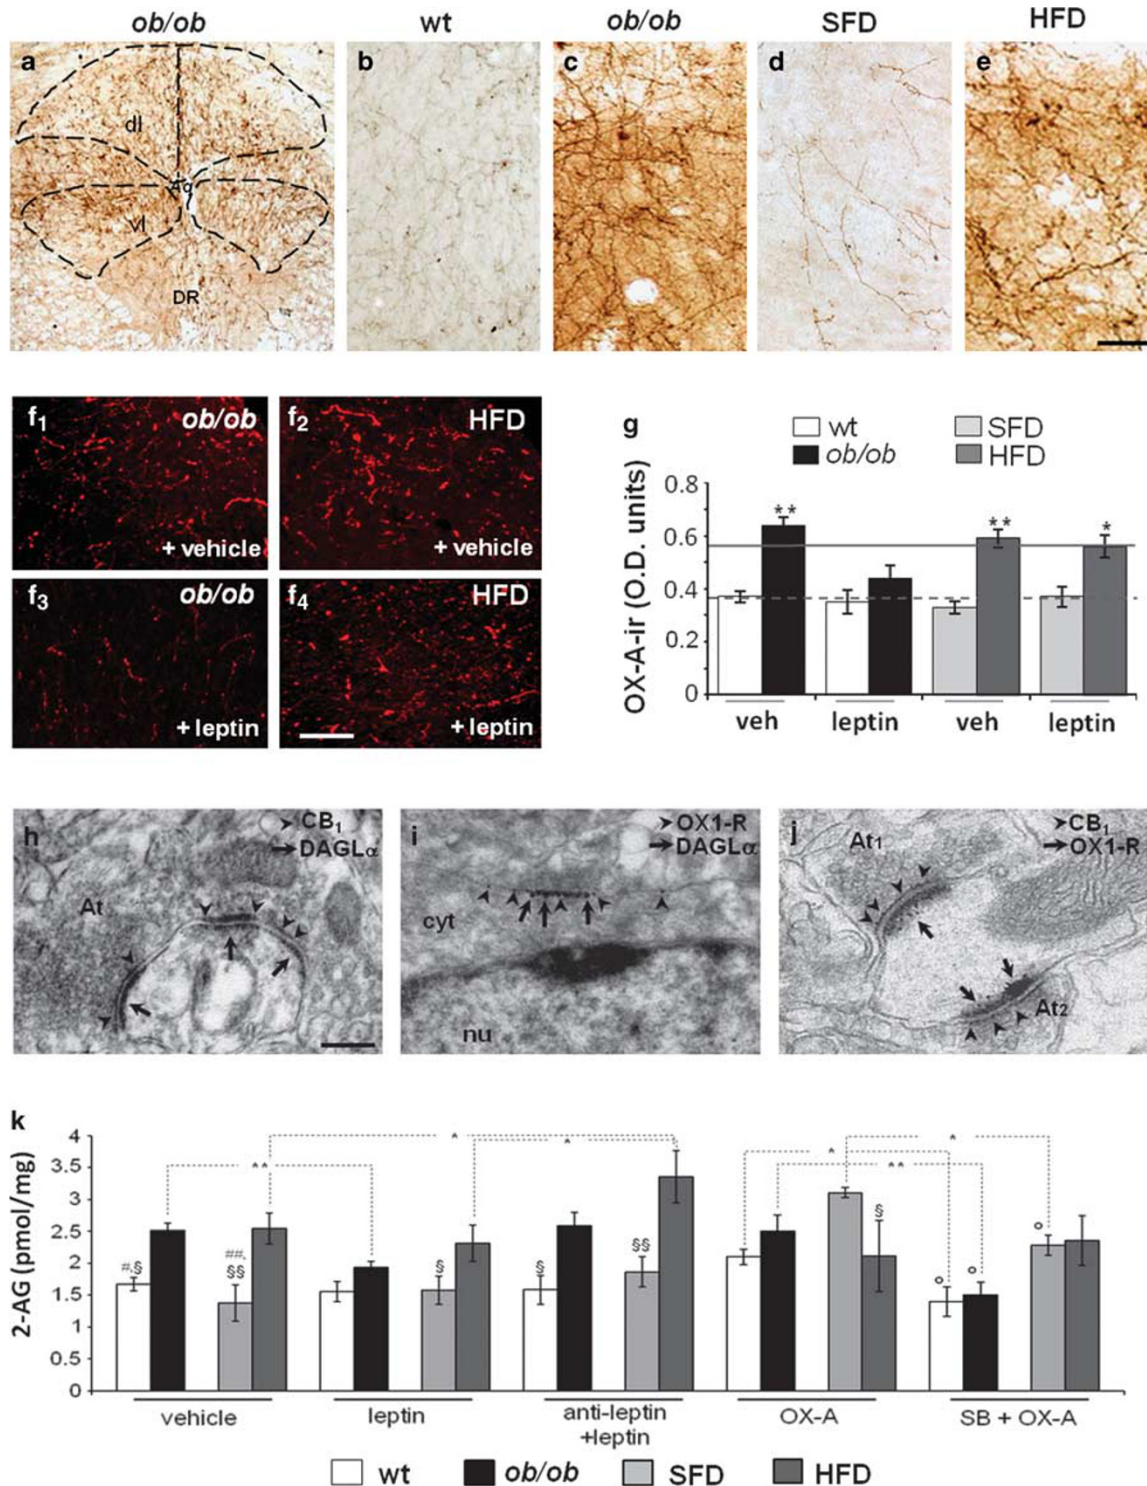 ob/ob wt ob/ob SFD HFD
a b c d e
dl
Aq
vl
DR
f1 ob/ob f2 HFD
+ vehicle + vehicle
f3 ob/ob f4 HFD
+ leptin + leptin
g
wt SFD
ob/ob HFD
OX-A-ir (O.D. units)
0.8
0.6
0.4
0.2
0
** ** *
veh leptin veh leptin
h CB1
DAGLα
At
i OX1-R
DAGLα
cyt
nu
j CB1
OX1-R
At1
At2
k
2-AG (pmol/mg)
4
3.5
3
2.5
2
1.5
1
0.5
0
* * * *
** **
#,§ ##,
§§ § § §§ § ° ° °
vehicle leptin anti-leptin
+leptin OX-A SB + OX-A
wt ob/ob SFD HFD